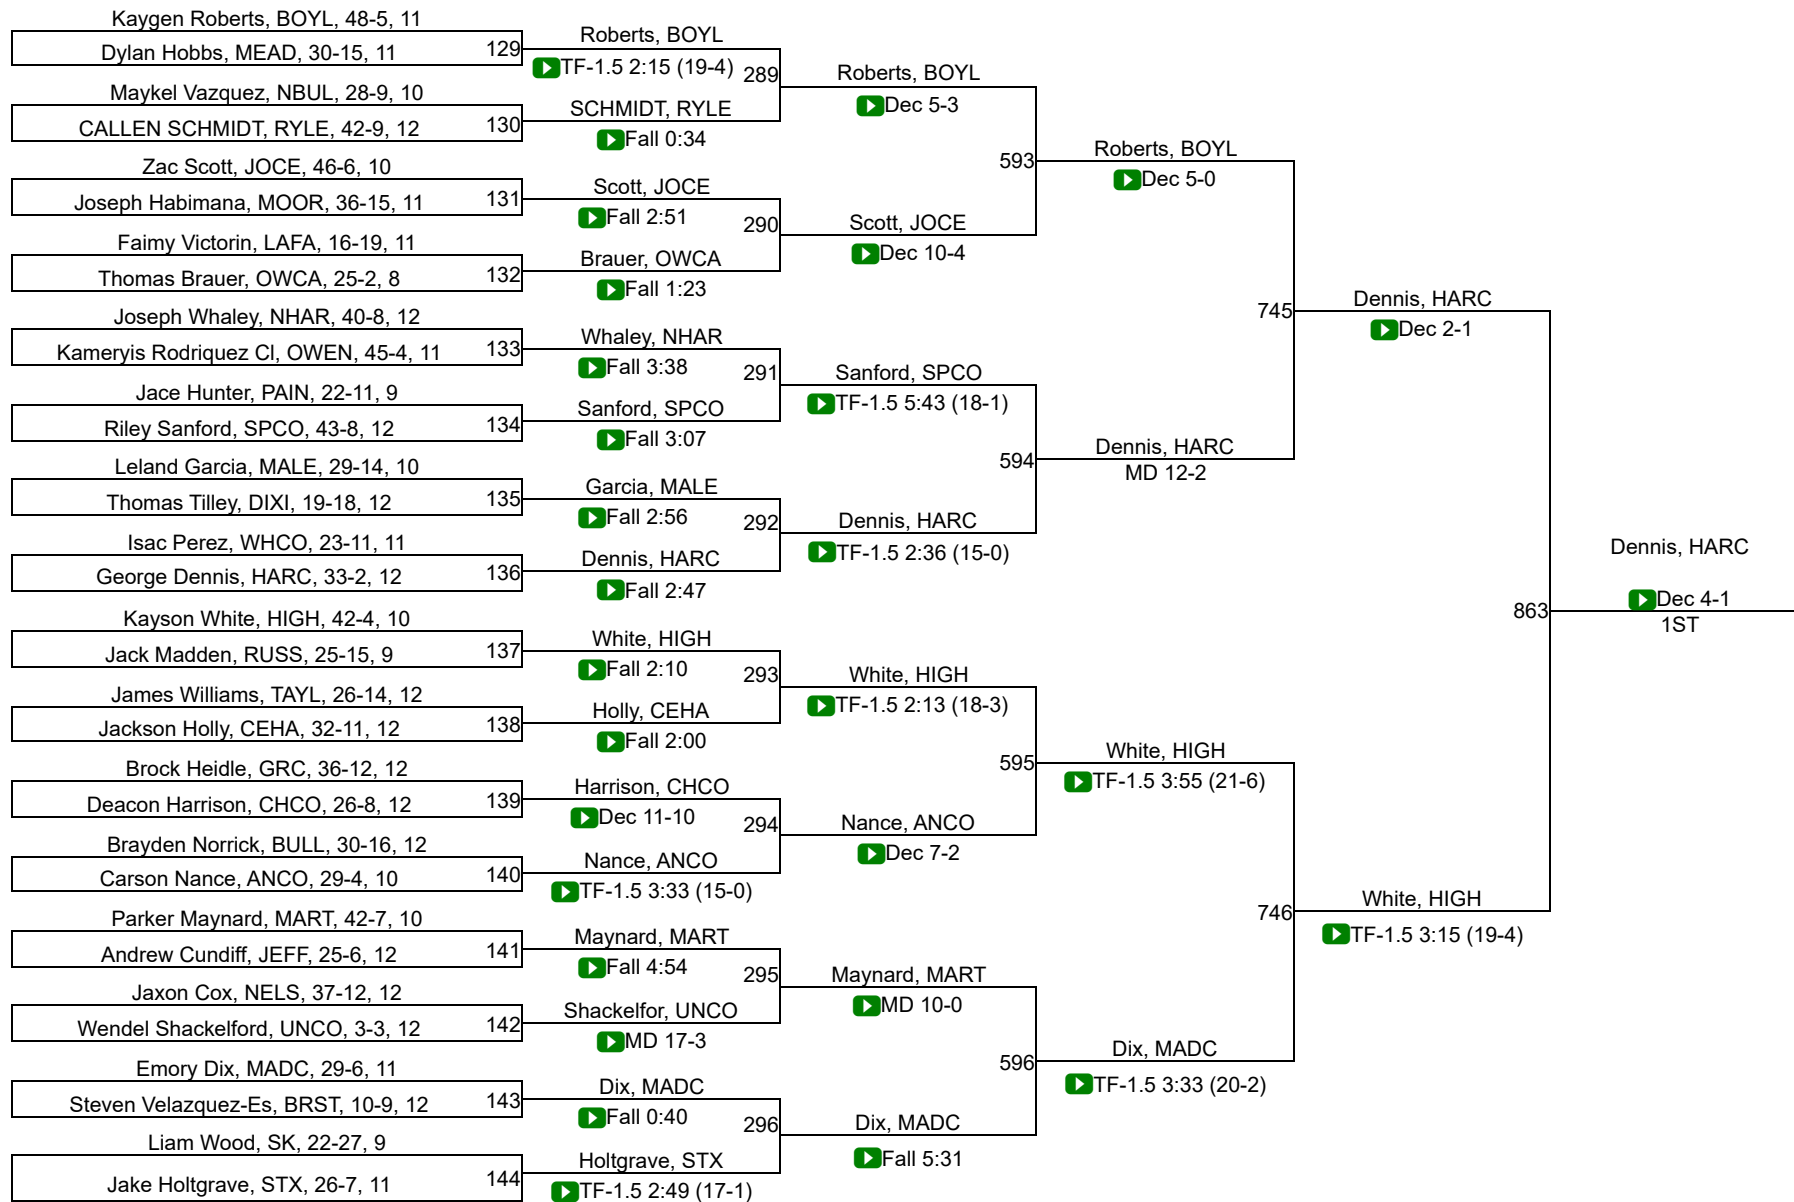 Kaygen Roberts, BOYL, 48-5, 11
Dylan Hobbs, MEAD, 30-15, 11
129
Maykel Vazquez, NBUL, 28-9, 10
CALLEN SCHMIDT, RYLE, 42-9, 12
130
Zac Scott, JOCE, 46-6, 10
Joseph Habimana, MOOR, 36-15, 11
131
Faimy Victorin, LAFA, 16-19, 11
Thomas Brauer, OWCA, 25-2, 8
132
Joseph Whaley, NHAR, 40-8, 12
Kameryis Rodriquez Cl, OWEN, 45-4, 11
133
Jace Hunter, PAIN, 22-11, 9
Riley Sanford, SPCO, 43-8, 12
134
Leland Garcia, MALE, 29-14, 10
Thomas Tilley, DIXI, 19-18, 12
135
Isac Perez, WHCO, 23-11, 11
George Dennis, HARC, 33-2, 12
136
Kayson White, HIGH, 42-4, 10
Jack Madden, RUSS, 25-15, 9
137
James Williams, TAYL, 26-14, 12
Jackson Holly, CEHA, 32-11, 12
138
Brock Heidle, GRC, 36-12, 12
Deacon Harrison, CHCO, 26-8, 12
139
Brayden Norrick, BULL, 30-16, 12
Carson Nance, ANCO, 29-4, 10
140
Parker Maynard, MART, 42-7, 10
Andrew Cundiff, JEFF, 25-6, 12
141
Jaxon Cox, NELS, 37-12, 12
Wendel Shackelford, UNCO, 3-3, 12
142
Emory Dix, MADC, 29-6, 11
Steven Velazquez-Es, BRST, 10-9, 12
143
Liam Wood, SK, 22-27, 9
Jake Holtgrave, STX, 26-7, 11
144
Roberts, BOYL
TF-1.5 2:15 (19-4)
289
SCHMIDT, RYLE
Fall 0:34
Scott, JOCE
Fall 2:51
290
Brauer, OWCA
Fall 1:23
Whaley, NHAR
Fall 3:38
291
Sanford, SPCO
Fall 3:07
Garcia, MALE
Fall 2:56
292
Dennis, HARC
Fall 2:47
White, HIGH
Fall 2:10
293
Holly, CEHA
Fall 2:00
Harrison, CHCO
Dec 11-10
294
Nance, ANCO
TF-1.5 3:33 (15-0)
Maynard, MART
Fall 4:54
295
Shackelfor, UNCO
MD 17-3
Dix, MADC
Fall 0:40
296
Holtgrave, STX
TF-1.5 2:49 (17-1)
Roberts, BOYL
Dec 5-3
593
Scott, JOCE
Dec 10-4
Sanford, SPCO
TF-1.5 5:43 (18-1)
594
Dennis, HARC
TF-1.5 2:36 (15-0)
White, HIGH
TF-1.5 2:13 (18-3)
595
Nance, ANCO
Dec 7-2
Maynard, MART
MD 10-0
596
Dix, MADC
Fall 5:31
Roberts, BOYL
Dec 5-0
745
Dennis, HARC
MD 12-2
White, HIGH
TF-1.5 3:55 (21-6)
746
Dix, MADC
TF-1.5 3:33 (20-2)
Dennis, HARC
Dec 2-1
863
White, HIGH
TF-1.5 3:15 (19-4)
Dennis, HARC
Dec 4-1
1ST